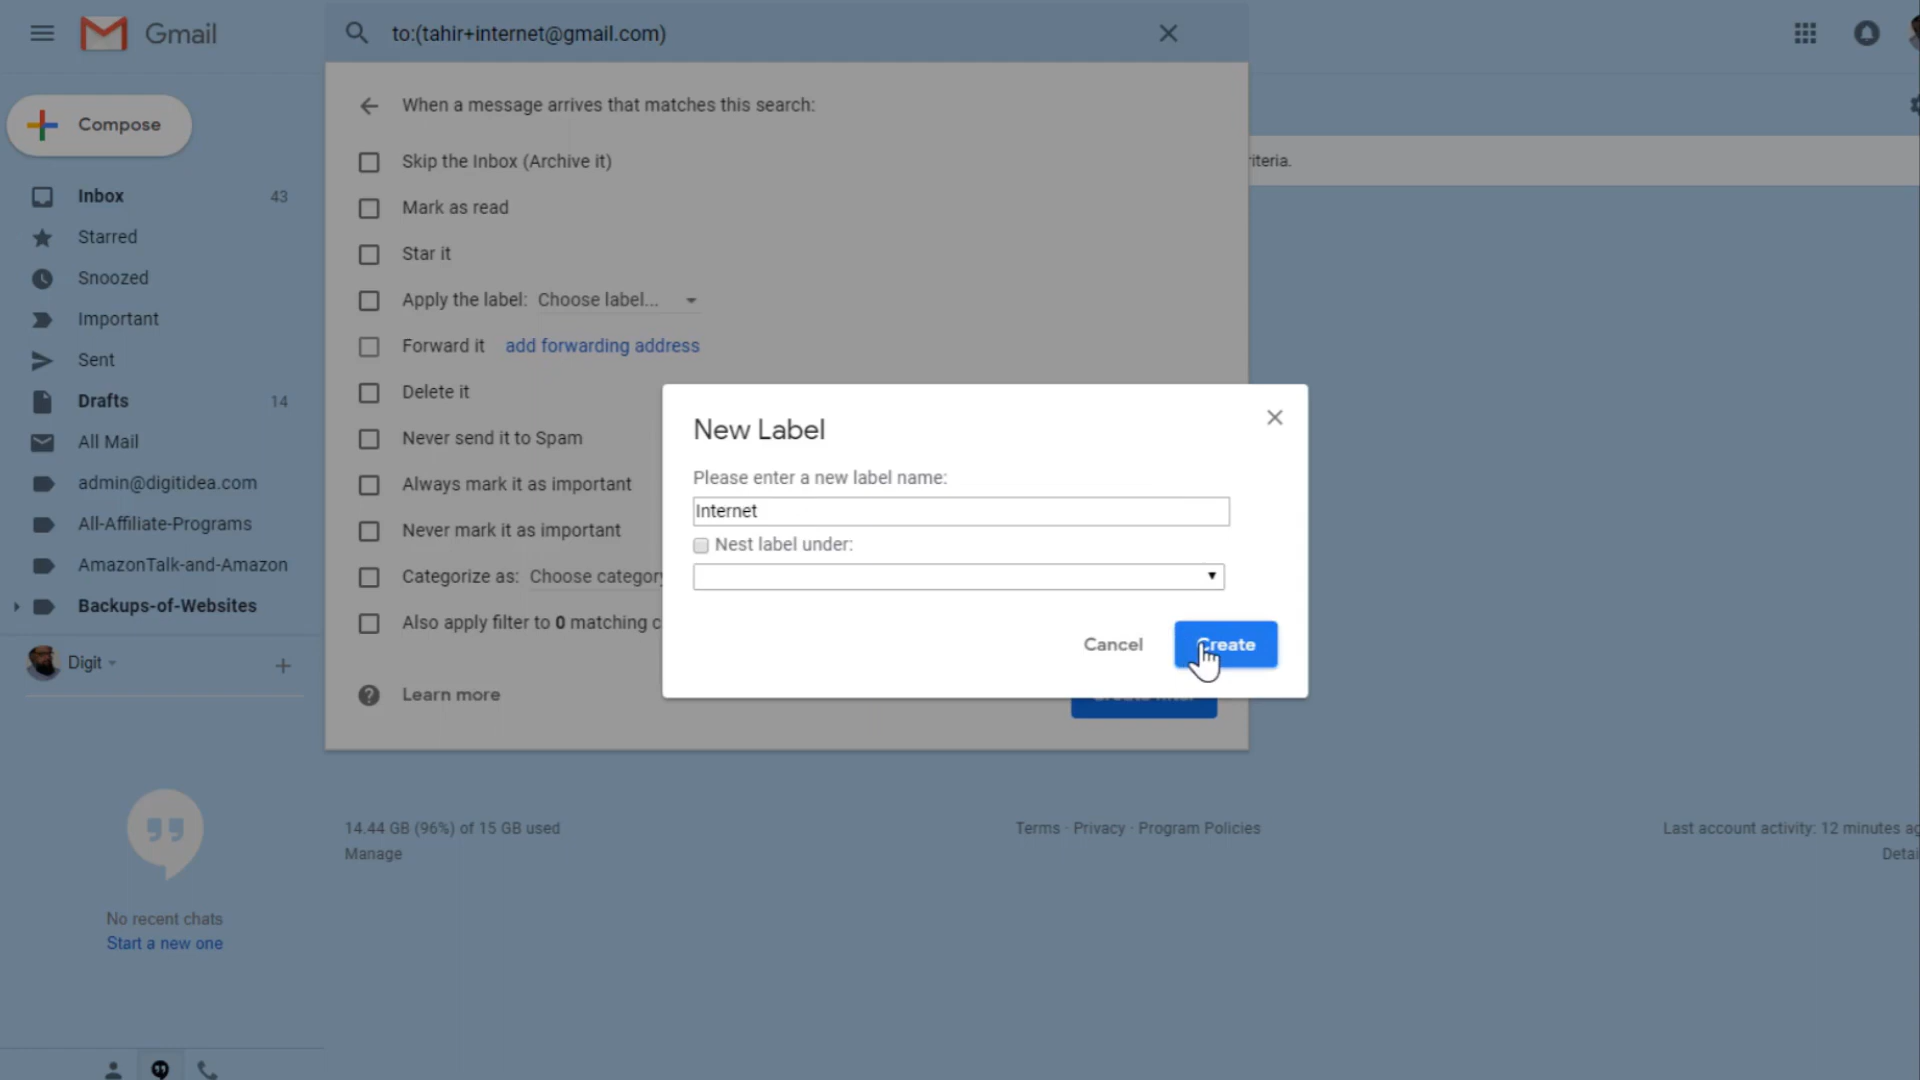 Gmail
to:(tahir+internet@gmail.com)
Compose
When a message arrives that matches this search:
Skip the Inbox (Archive it)
riteria.
Inbox 43
Mark as read
Starred
Star it
Snoozed
Apply the label: Choose label...
Important
Forward it add forwarding address
Sent
Delete it
Drafts 14
New Label
All Mail
Never send it to Spam
Please enter a new label name:
admin@digitidea.com
Always mark it as important
Internet
All-Affiliate-Programs
Never mark it as important
Nest label under:
AmazonTalk-and-Amazon
Categorize as: Choose category
Backups-of-Websites
Also apply filter to 0 matching c
Cancel
Create
Digit
Learn more
14.44 GB (96%) of 15 GB used
Terms · Privacy · Program Policies
Last account activity: 12 minutes ag
Manage
Detai
No recent chats
Start a new one